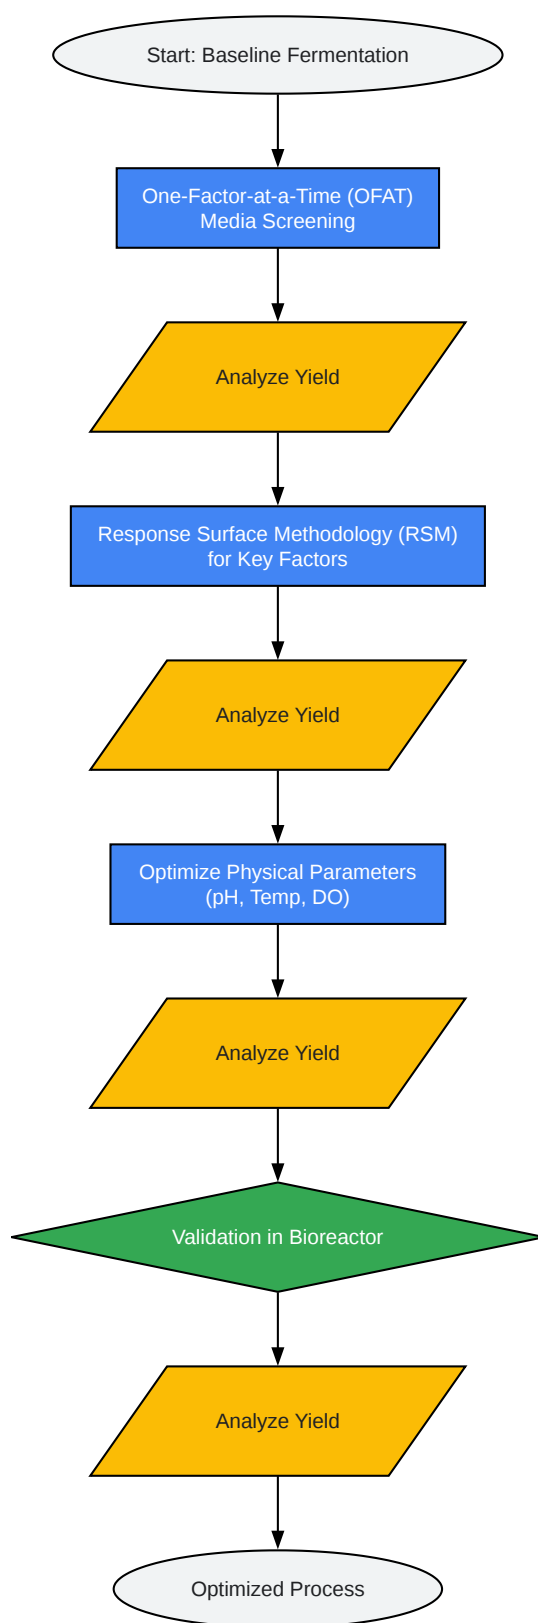 Start: Baseline Fermentation
One-Factor-at-a-Time (OFAT)
Media Screening
Analyze Yield
Response Surface Methodology (RSM)
for Key Factors
Analyze Yield
Optimize Physical Parameters
(pH, Temp, DO)
Analyze Yield
Validation in Bioreactor
Analyze Yield
Optimized Process